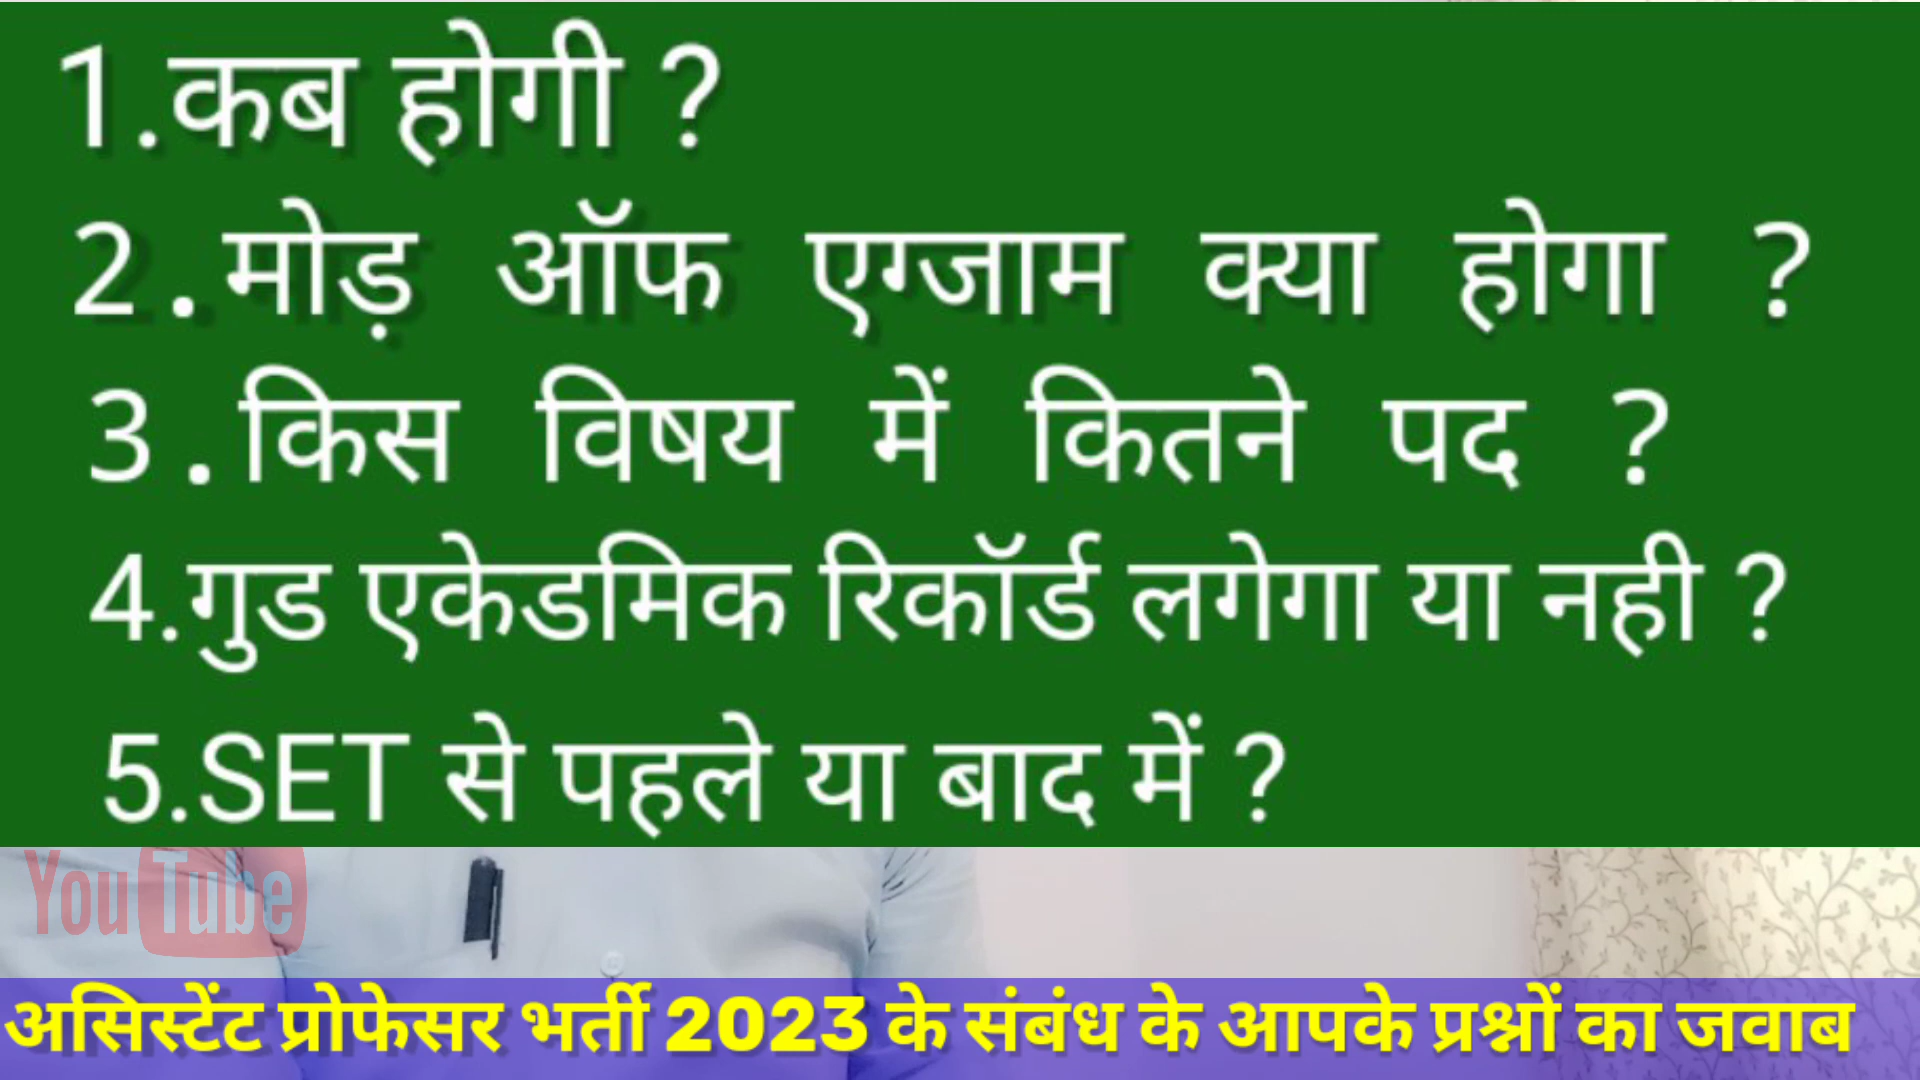 1.कब होगी ?
2.मोड़ ऑफ एग्जाम क्या होगा ?
3.किस विषय में कितने पद ?
4.गुड एकेडमिक रिकॉर्ड लगेगा या नही ?
5.SET से पहले या बाद में ?
YouTube
असिस्टेंट प्रोफेसर भर्ती 2023 के संबंध के आपके प्रश्नों का जवाब